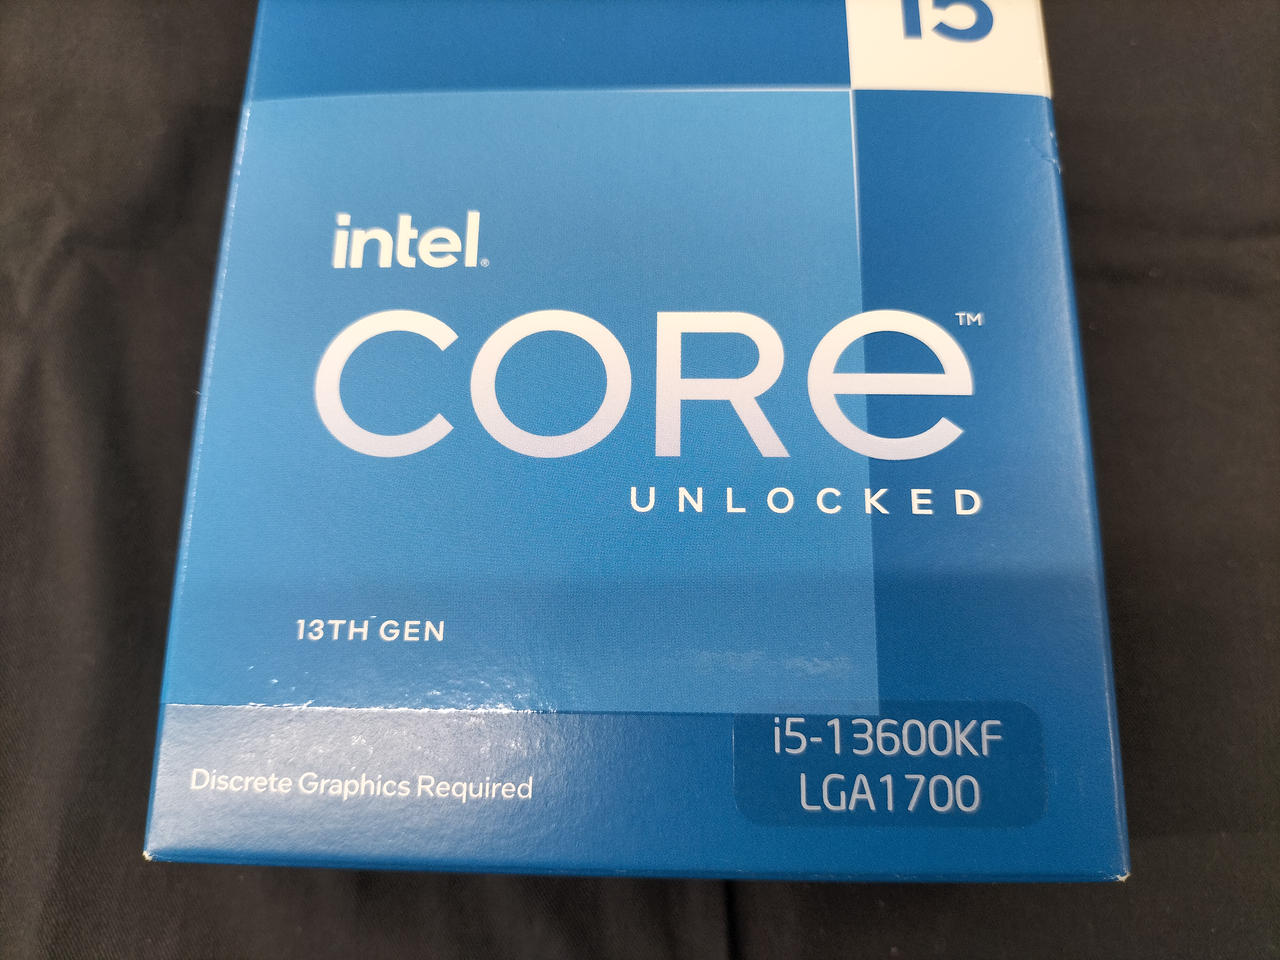 i5
intel®
CORe™
UNLOCKED
13TH GEN
i5-13600KF
LGA1700
Discrete Graphics Required